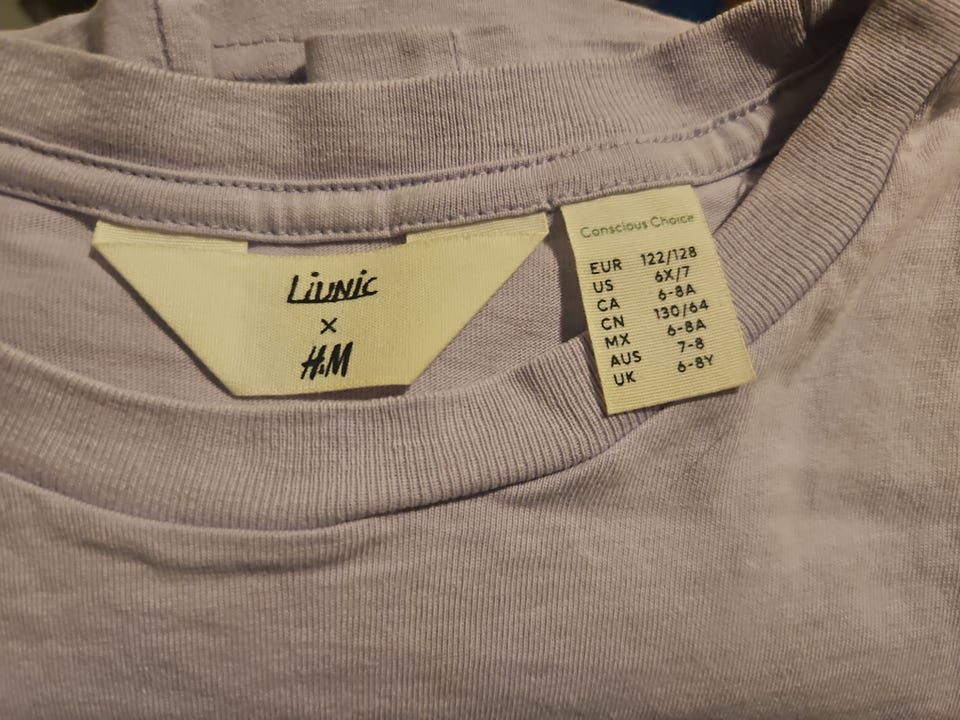 Liunic
×
H&M
Conscious Choice
EUR 122/128
US 6X/7
CA 6-8A
CN 130/64
MX 6-8A
AUS 7-8
UK 6-8Y